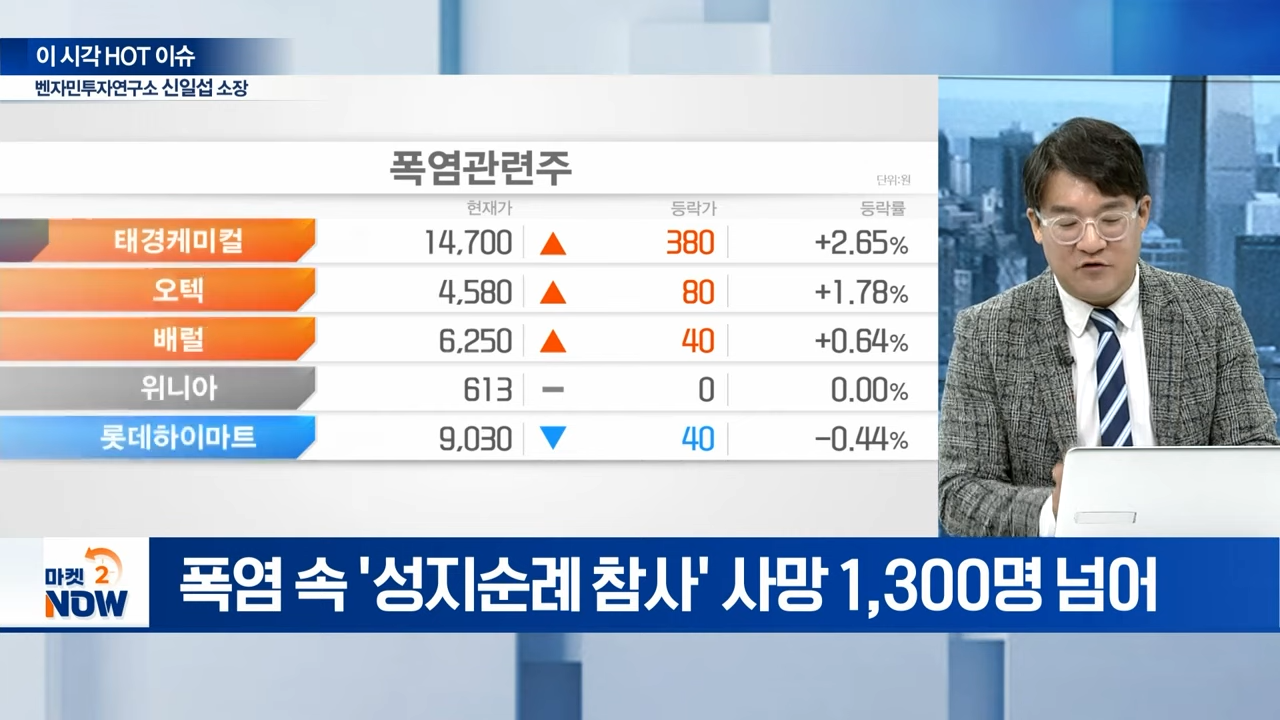 이 시각 HOT 이슈
벤자민투자연구소 신일섭 소장
폭염관련주
단위:원
현재가 등락가 등락률
태경케미컬 14,700 ▲ 380 +2.65%
오텍 4,580 ▲ 80 +1.78%
배럴 6,250 ▲ 40 +0.64%
위니아 613 – 0 0.00%
롯데하이마트 9,030 ▼ 40 -0.44%
마켓 2
NOW
폭염 속 '성지순례 참사' 사망 1,300명 넘어